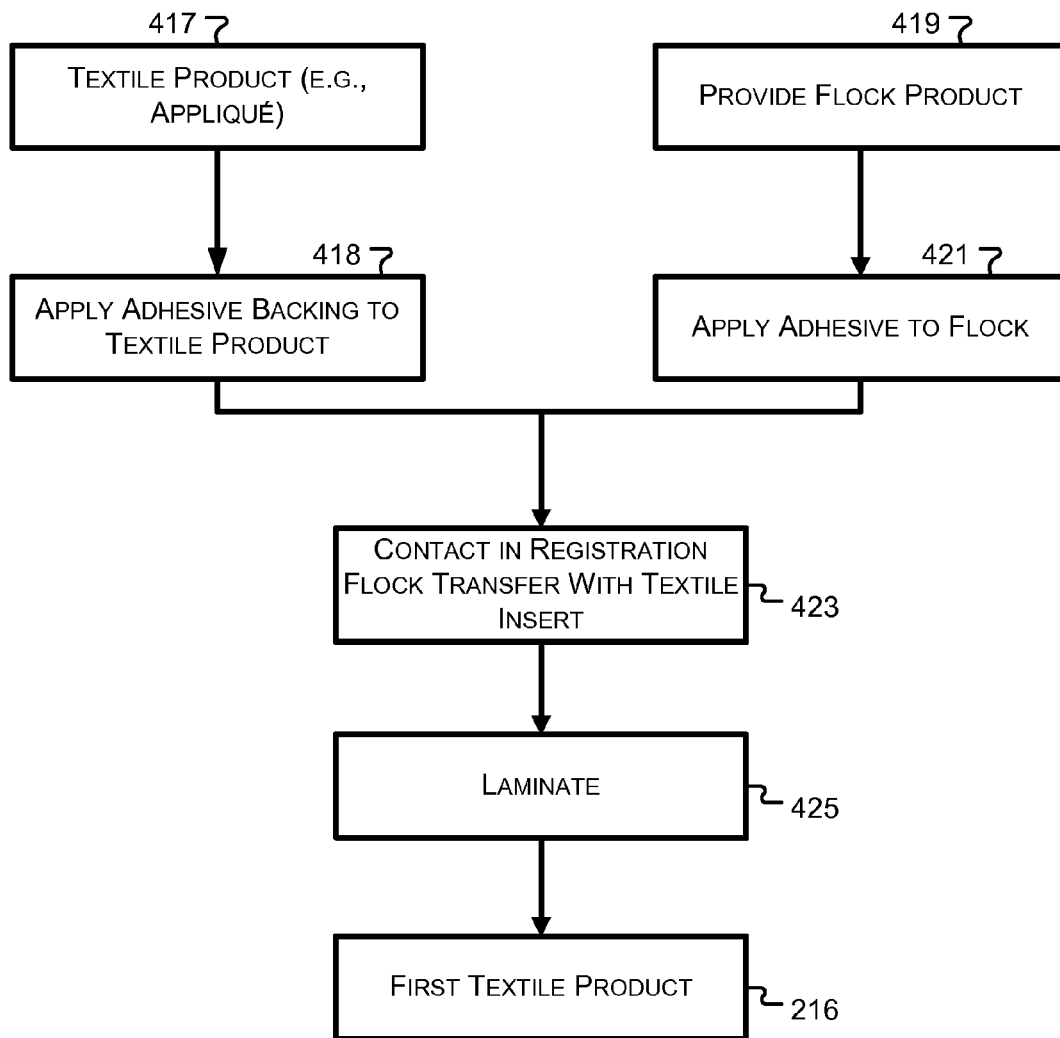 417
TEXTILE PRODUCT (E.G.,
APPLIQUÉ)
419
PROVIDE FLOCK PRODUCT
418
APPLY ADHESIVE BACKING TO
TEXTILE PRODUCT
421
APPLY ADHESIVE TO FLOCK
CONTACT IN REGISTRATION
FLOCK TRANSFER WITH TEXTILE
INSERT
423
LAMINATE
425
FIRST TEXTILE PRODUCT
216